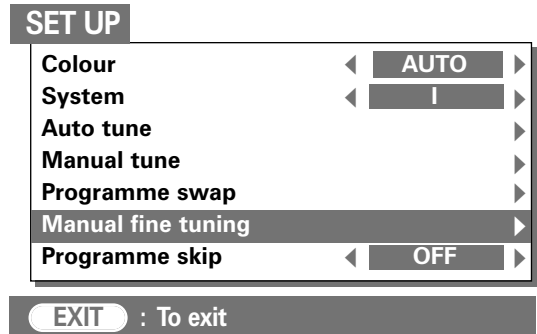 SET UP
Colour AUTO
System I
Auto tune
Manual tune
Programme swap
Manual fine tuning
Programme skip OFF
EXIT : To exit